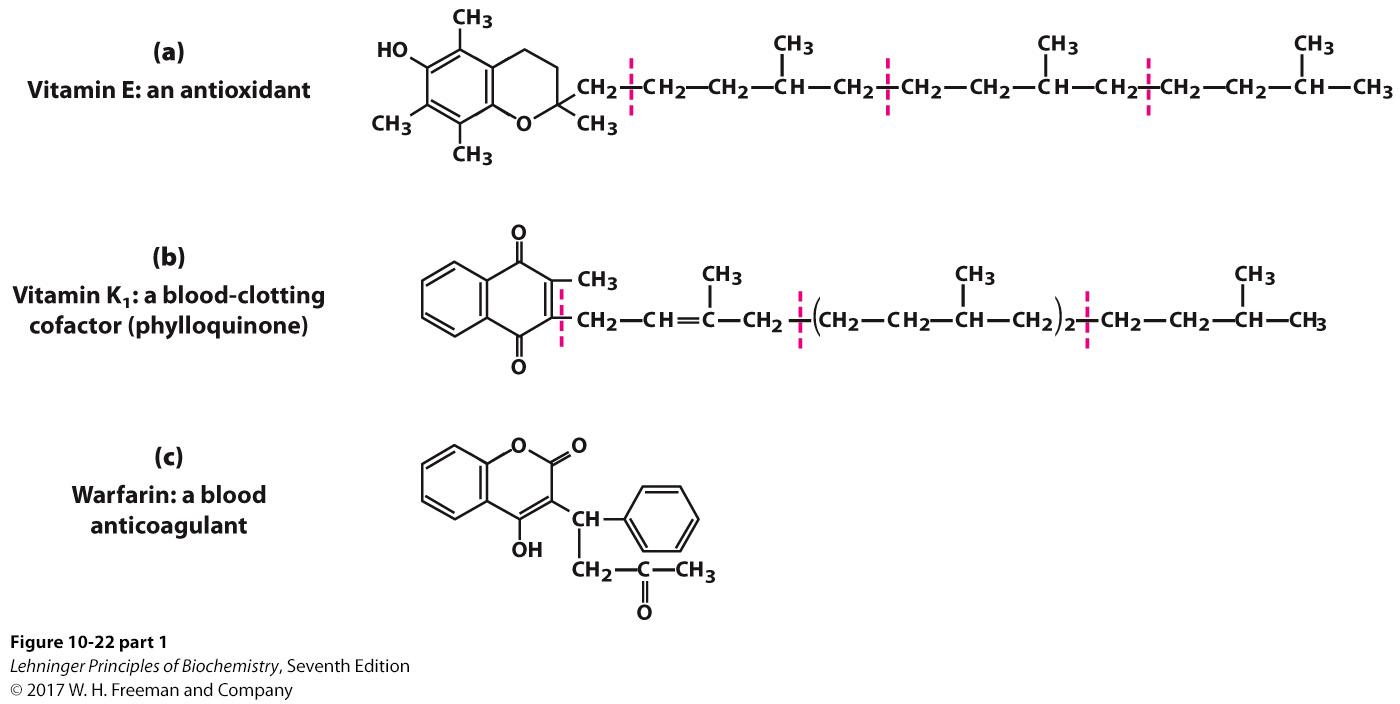 (a)
Vitamin E: an antioxidant
CH₃
HO
CH₃
CH₃
O
CH₃
CH₂—CH₂—CH₂—CH—CH₂—CH₂—CH₂—CH—CH₂—CH₂—CH₂—CH—CH₃
CH₃
CH₃
CH₃
(b)
Vitamin K₁: a blood-clotting
cofactor (phylloquinone)
O
CH₃
O
CH₃
CH₃
CH₃
CH₂—CH=C—CH₂—(CH₂—CH₂—CH—CH₂)₂—CH₂—CH₂—CH—CH₃
(c)
Warfarin: a blood
anticoagulant
O
O
CH
OH
CH₂—C—CH₃
O
Figure 10-22 part 1
Lehninger Principles of Biochemistry, Seventh Edition
© 2017 W. H. Freeman and Company